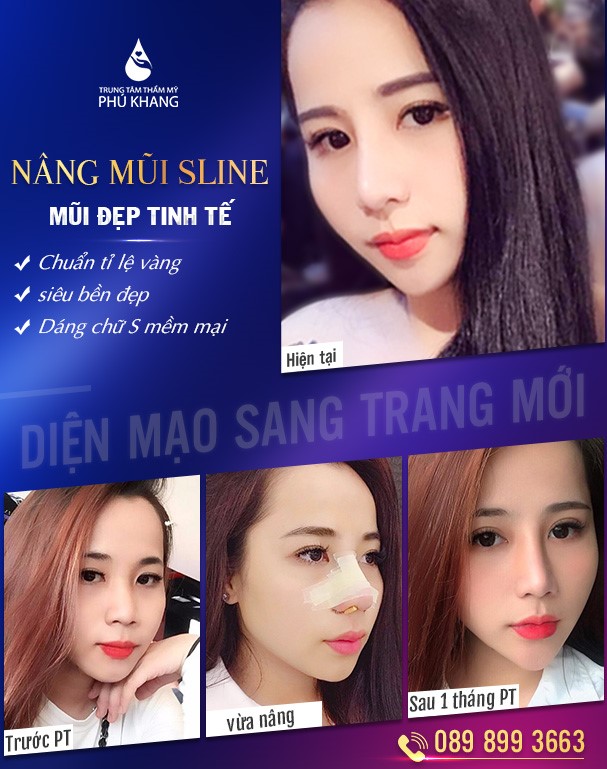 TRUNG TÂM THẨM MỸ
PHÚ KHANG
NÂNG MŨI SLINE
MŨI ĐẸP TINH TẾ
Chuẩn tỉ lệ vàng
siêu bền đẹp
Dáng chữ S mềm mại
Hiện tại
DIỆN MẠO SANG TRANG MỚI
Trước PT
vừa nâng
Sau 1 tháng PT
089 899 3663